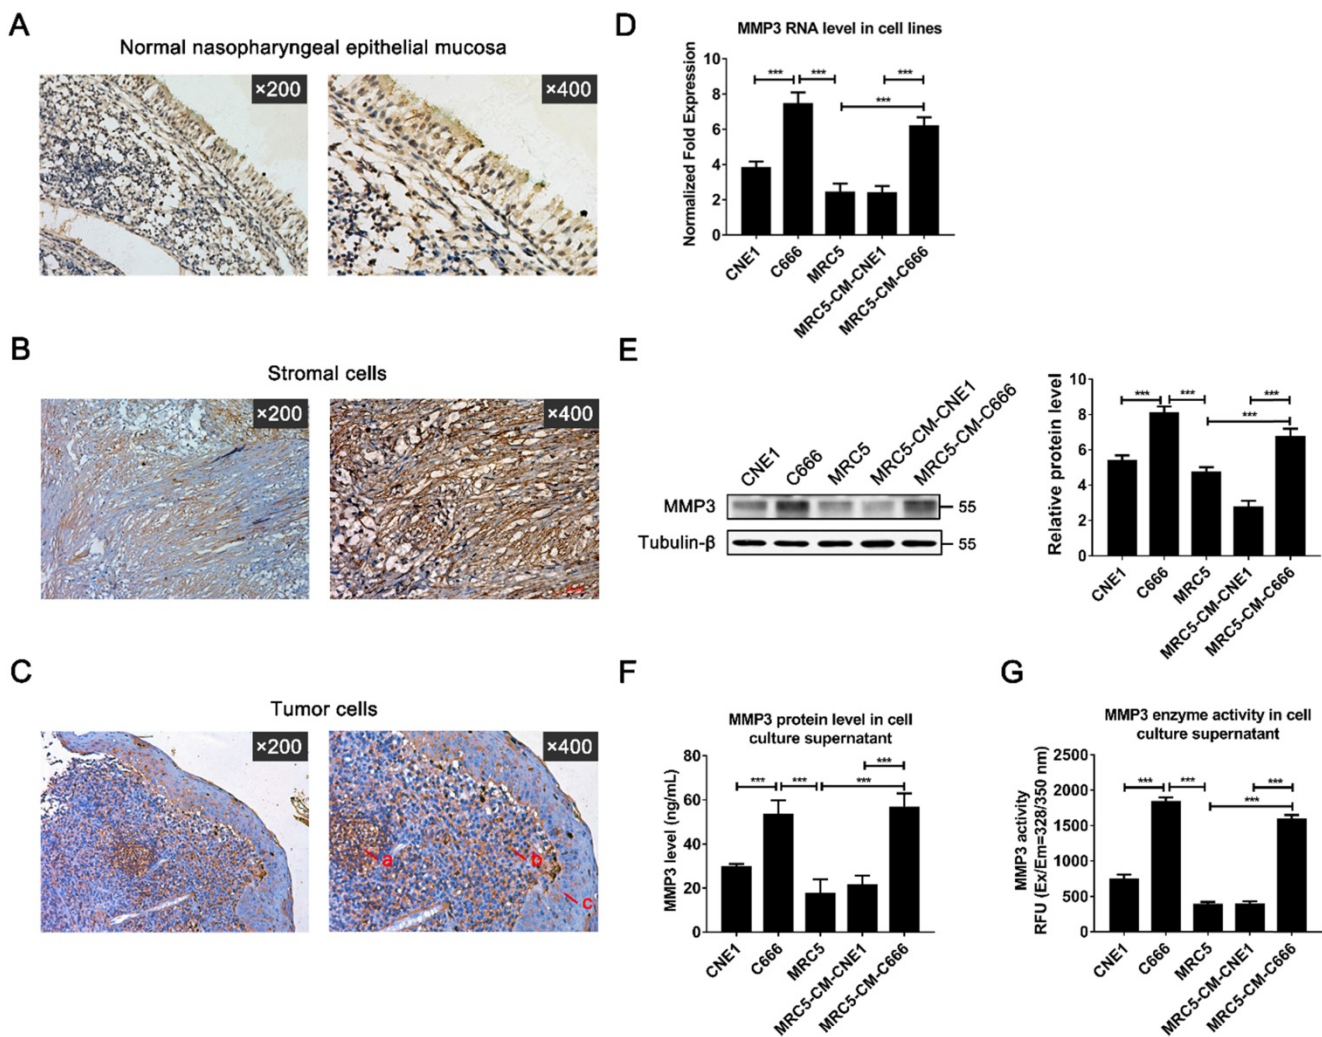 A
Normal nasopharyngeal epithelial mucosa
×200
×400
B
Stromal cells
×200
×400
C
Tumor cells
×200
×400
a
b
c
D
MMP3 RNA level in cell lines
Normalized Fold Expression
10
8
6
4
2
0
***
***
***
***
CNE1
C666
MRC5
MRC5-CM-CNE1
MRC5-CM-C666
E
CNE1
C666
MRC5
MRC5-CM-CNE1
MRC5-CM-C666
MMP3
55
Tubulin-β
55
Relative protein level
10
8
6
4
2
0
***
***
***
***
CNE1
C666
MRC5
MRC5-CM-CNE1
MRC5-CM-C666
F
MMP3 protein level in cell
culture supernatant
MMP3 level (ng/mL)
80
60
40
20
0
***
***
***
***
CNE1
C666
MRC5
MRC5-CM-CNE1
MRC5-CM-C666
G
MMP3 enzyme activity in cell
culture supernatant
MMP3 activity
RFU (Ex/Em=328/350 nm)
2500
2000
1500
1000
500
0
***
***
***
***
CNE1
C666
MRC5
MRC5-CM-CNE1
MRC5-CM-C666